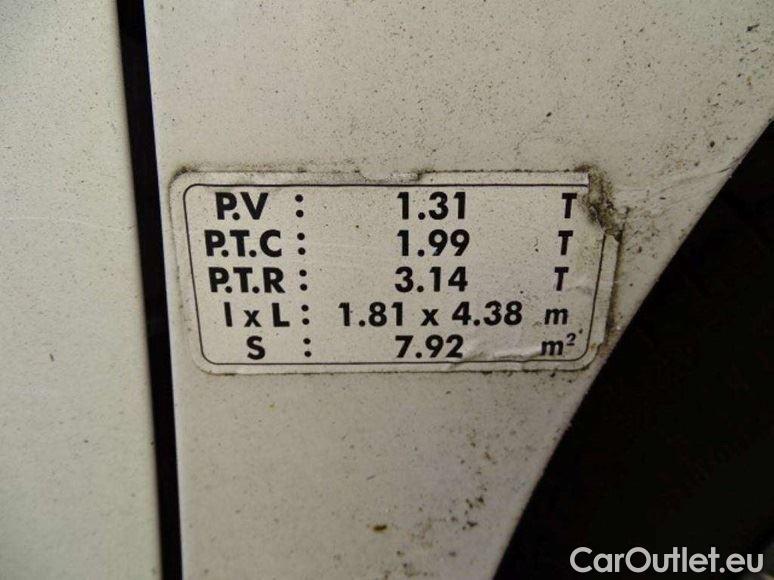 P.V : 1.31 T
P.T.C : 1.99 T
P.T.R : 3.14 T
l x L : 1.81 x 4.38 m
S : 7.92 m²
CarOutlet.eu